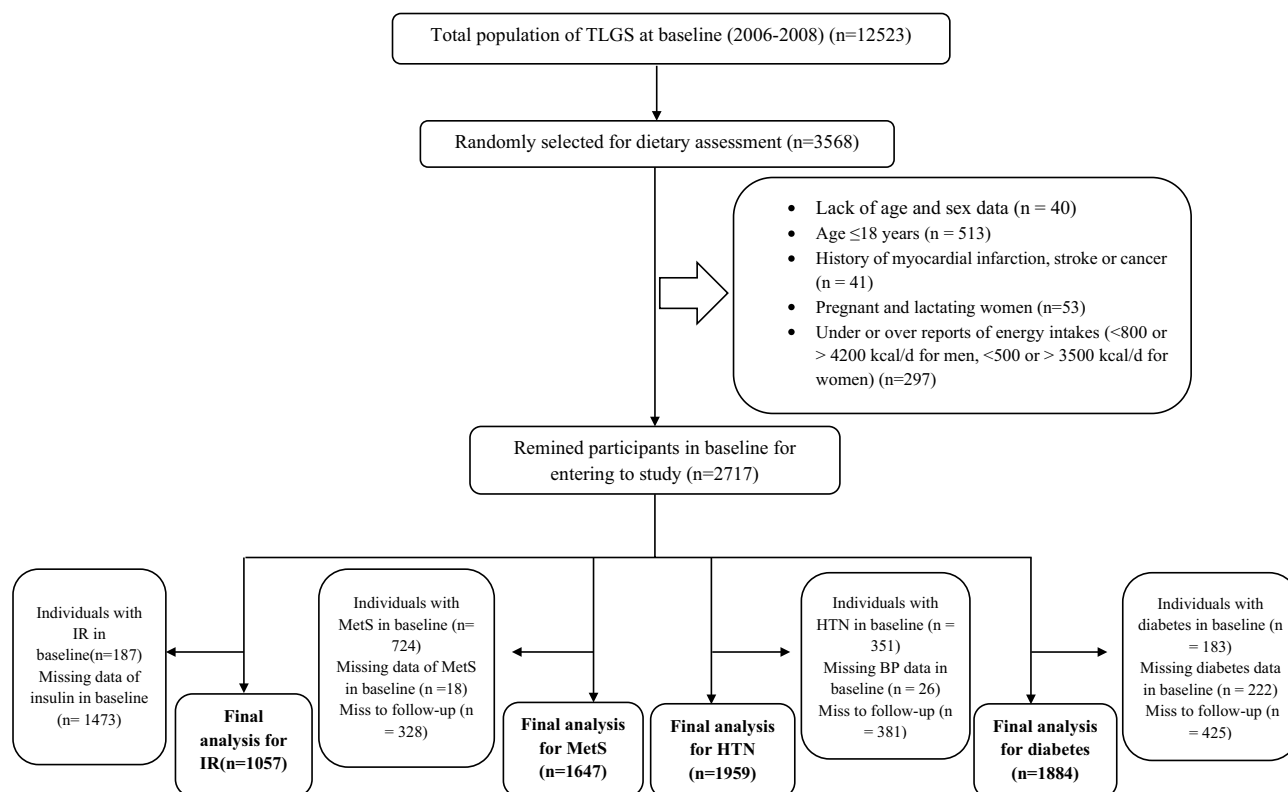 Total population of TLGS at baseline (2006-2008) (n=12523)
Randomly selected for dietary assessment (n=3568)
• Lack of age and sex data (n = 40)
• Age ≤18 years (n = 513)
• History of myocardial infarction, stroke or cancer
(n = 41)
• Pregnant and lactating women (n=53)
• Under or over reports of energy intakes (<800 or
> 4200 kcal/d for men, <500 or > 3500 kcal/d for
women) (n=297)
Remined participants in baseline for
entering to study (n=2717)
Individuals with
IR in
baseline(n=187)
Missing data of
insulin in baseline
(n= 1473)
Final
analysis for
IR(n=1057)
Individuals with
MetS in baseline (n=
724)
Missing data of MetS
in baseline (n =18)
Miss to follow-up (n
= 328)
Final analysis
for MetS
(n=1647)
Final analysis
for HTN
(n=1959)
Individuals with
HTN in baseline (n =
351)
Missing BP data in
baseline (n = 26)
Miss to follow-up (n
= 381)
Final analysis
for diabetes
(n=1884)
Individuals with
diabetes in baseline (n
= 183)
Missing diabetes data
in baseline (n = 222)
Miss to follow-up (n
= 425)